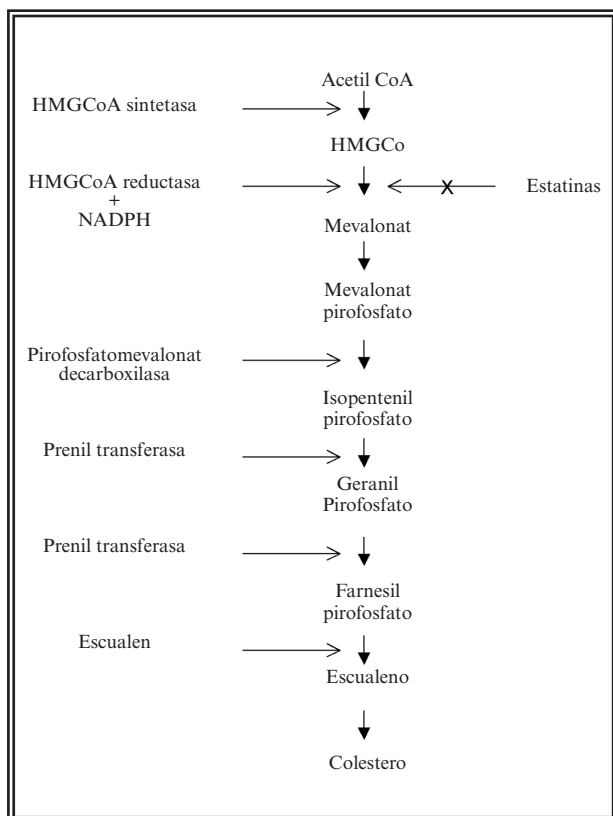 Acetil CoA
HMGCoA sintetasa
HMGCo
HMGCoA reductasa
+
NADPH
X
Estatinas
Mevalonat
Mevalonat
pirofosfato
Pirofosfatomevalonat
decarboxilasa
Isopentenil
pirofosfato
Prenil transferasa
Geranil
Pirofosfato
Prenil transferasa
Farnesil
pirofosfato
Escualen
Escualeno
Colestero